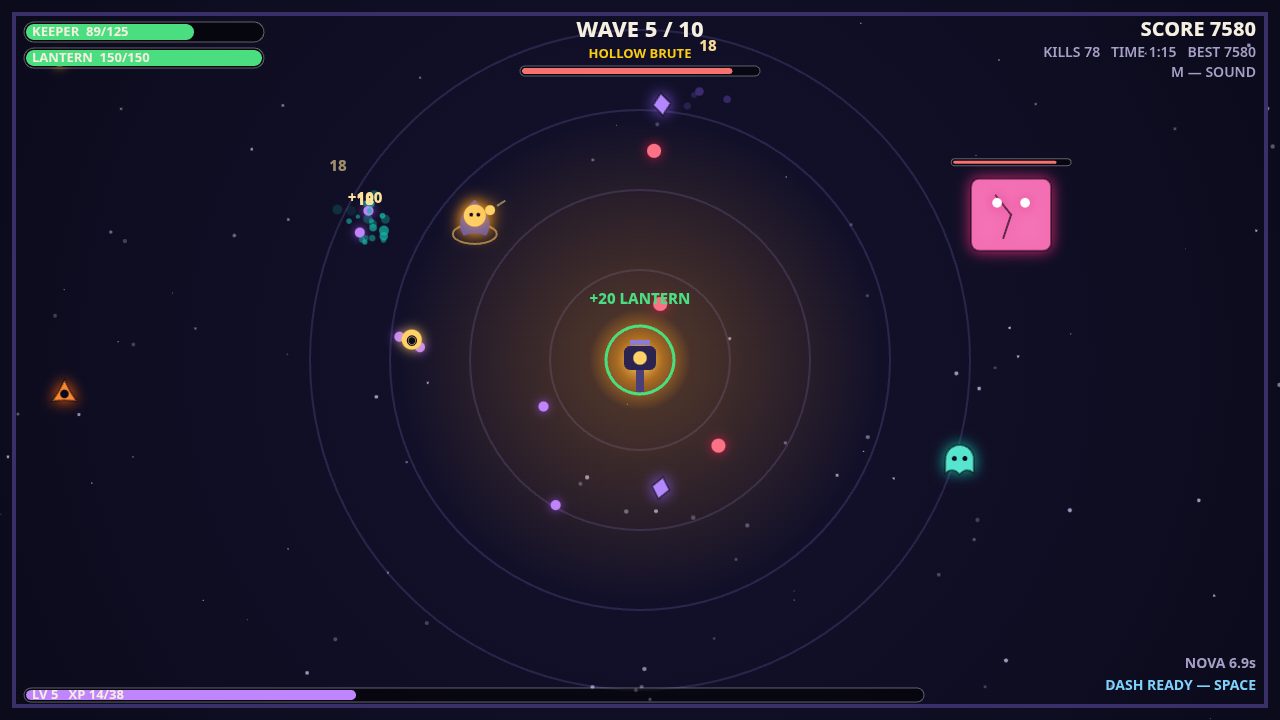 KEEPER 89/125
LANTERN 150/150
WAVE 5 / 10
HOLLOW BRUTE
18
SCORE 7580
KILLS 78 TIME 1:15 BEST 7580
M — SOUND
18
+100
+20 LANTERN
NOVA 6.9s
DASH READY — SPACE
LV 5 XP 14/38